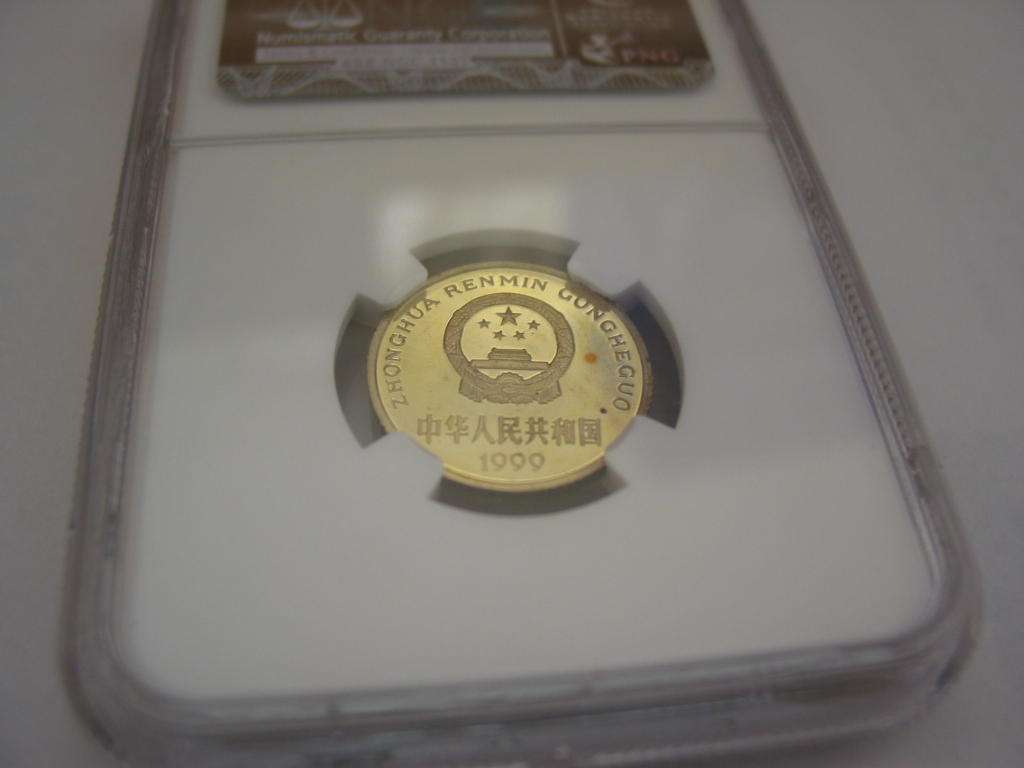 Numismatic Guaranty Corporation
PNG
ZHONGHUA RENMIN GONGHEGUO
中华人民共和国
1999